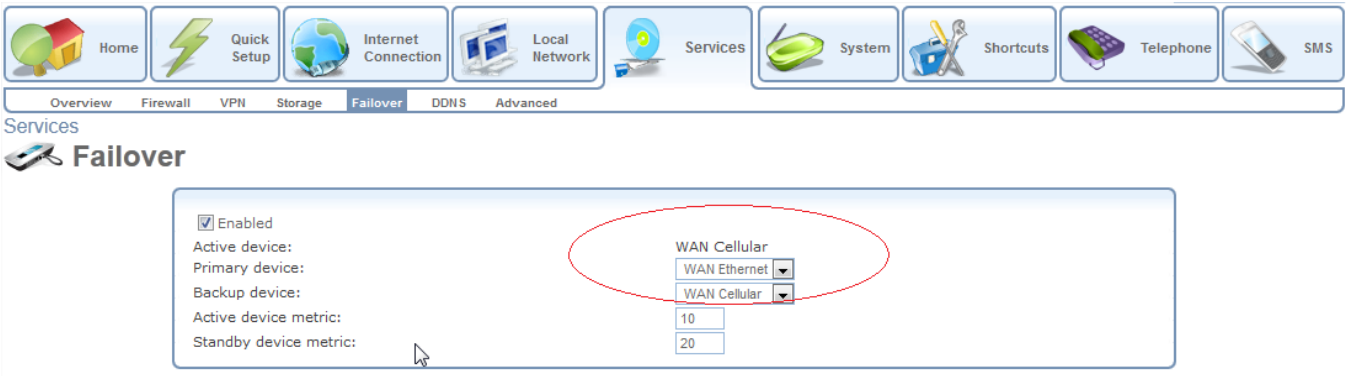 Home Quick Setup Internet Connection Local Network Services System Shortcuts Telephone SMS
Overview Firewall VPN Storage Failover DDNS Advanced
Services
Failover
Enabled
Active device: WAN Cellular
Primary device: WAN Ethernet
Backup device: WAN Cellular
Active device metric: 10
Standby device metric: 20